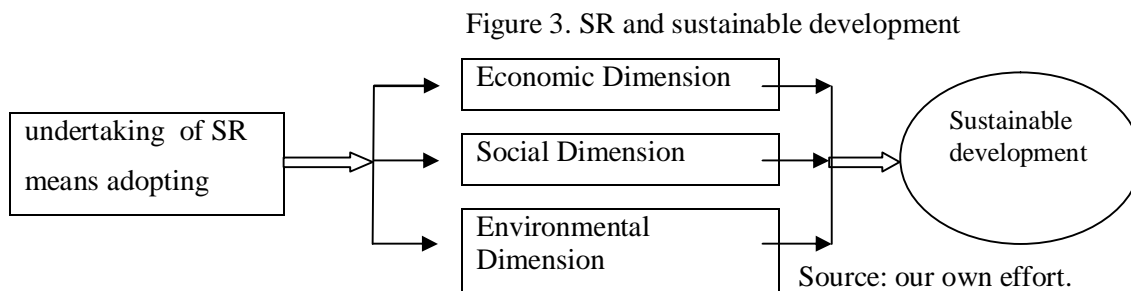 Figure 3. SR and sustainable development
undertaking of SR
means adopting
Economic Dimension
Social Dimension
Environmental
Dimension
Sustainable
development
Source: our own effort.